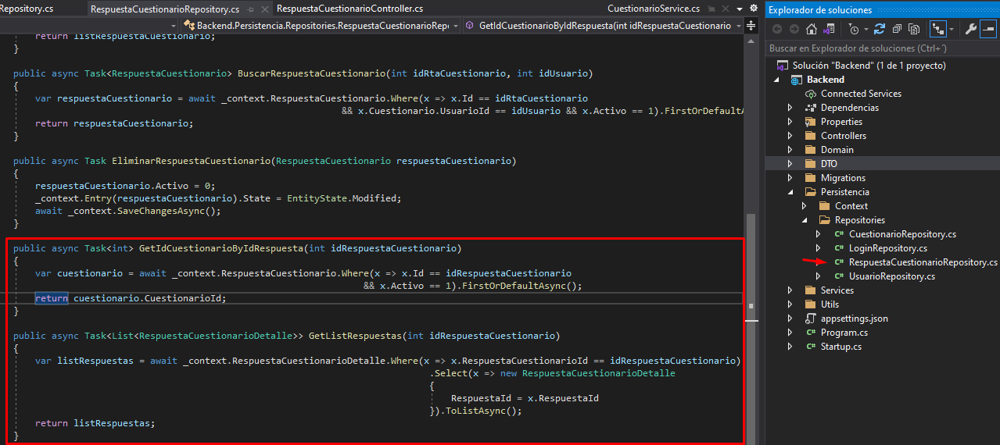 Repository.cs
RespuestaCuestionarioRepository.cs
RespuestaCuestionarioController.cs
CuestionarioService.cs
Backend.Persistencia.Repositories.RespuestaCuestionarioRepo
GetIdCuestionarioByIdRespuesta(int idRespuestaCuestionario)
return listRespuestaCuestionario;
}
public async Task<RespuestaCuestionario> BuscarRespuestaCuestionario(int idRtaCuestionario, int idUsuario)
{
var respuestaCuestionario = await _context.RespuestaCuestionario.Where(x => x.Id == idRtaCuestionario
&& x.Cuestionario.UsuarioId == idUsuario && x.Activo == 1).FirstOrDefaultA
return respuestaCuestionario;
}
public async Task EliminarRespuestaCuestionario(RespuestaCuestionario respuestaCuestionario)
{
respuestaCuestionario.Activo = 0;
_context.Entry(respuestaCuestionario).State = EntityState.Modified;
await _context.SaveChangesAsync();
}
public async Task<int> GetIdCuestionarioByIdRespuesta(int idRespuestaCuestionario)
{
var cuestionario = await _context.RespuestaCuestionario.Where(x => x.Id == idRespuestaCuestionario
&& x.Activo == 1).FirstOrDefaultAsync();
return cuestionario.CuestionarioId;
}
public async Task<List<RespuestaCuestionarioDetalle>> GetListRespuestas(int idRespuestaCuestionario)
{
var listRespuestas = await _context.RespuestaCuestionarioDetalle.Where(x => x.RespuestaCuestionarioId == idRespuestaCuestionario)
.Select(x => new RespuestaCuestionarioDetalle
{
RespuestaId = x.RespuestaId
}).ToListAsync();
return listRespuestas;
}
Explorador de soluciones
Buscar en Explorador de soluciones (Ctrl+´)
Solución "Backend" (1 de 1 proyecto)
Backend
Connected Services
Dependencias
Properties
Controllers
Domain
DTO
Migrations
Persistencia
Context
Repositories
C# CuestionarioRepository.cs
C# LoginRepository.cs
C# RespuestaCuestionarioRepository.cs
C# UsuarioRepository.cs
Services
Utils
appsettings.json
C# Program.cs
C# Startup.cs